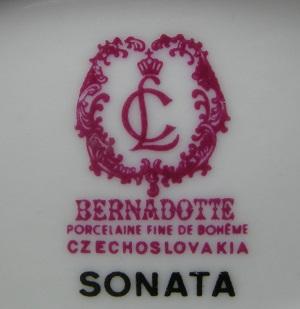 CL
BERNADOTTE
PORCELAINE FINE DE BOHÊME
CZECHOSLOVAKIA
SONATA